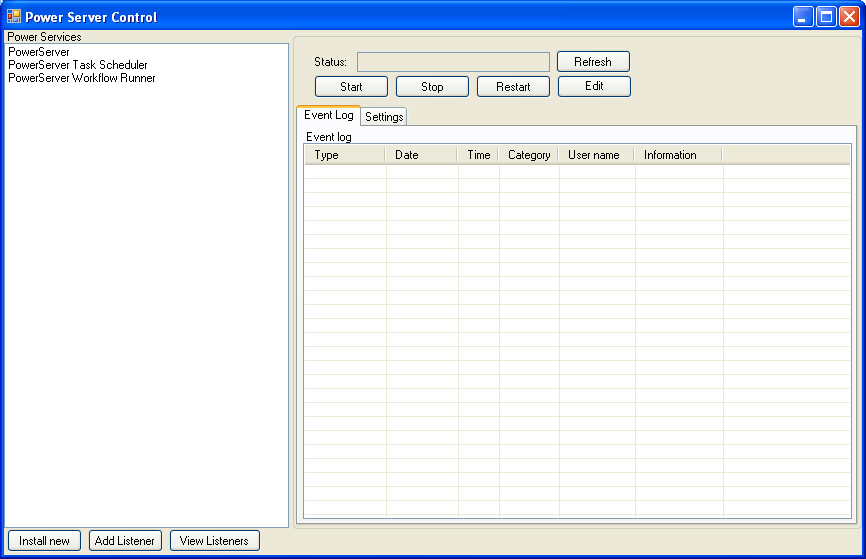 Power Server Control
Power Services
PowerServer
PowerServer Task Scheduler
PowerServer Workflow Runner
Status:
Refresh
Start Stop Restart Edit
Event Log Settings
Event log
Type Date Time Category User name Information
Install new Add Listener View Listeners